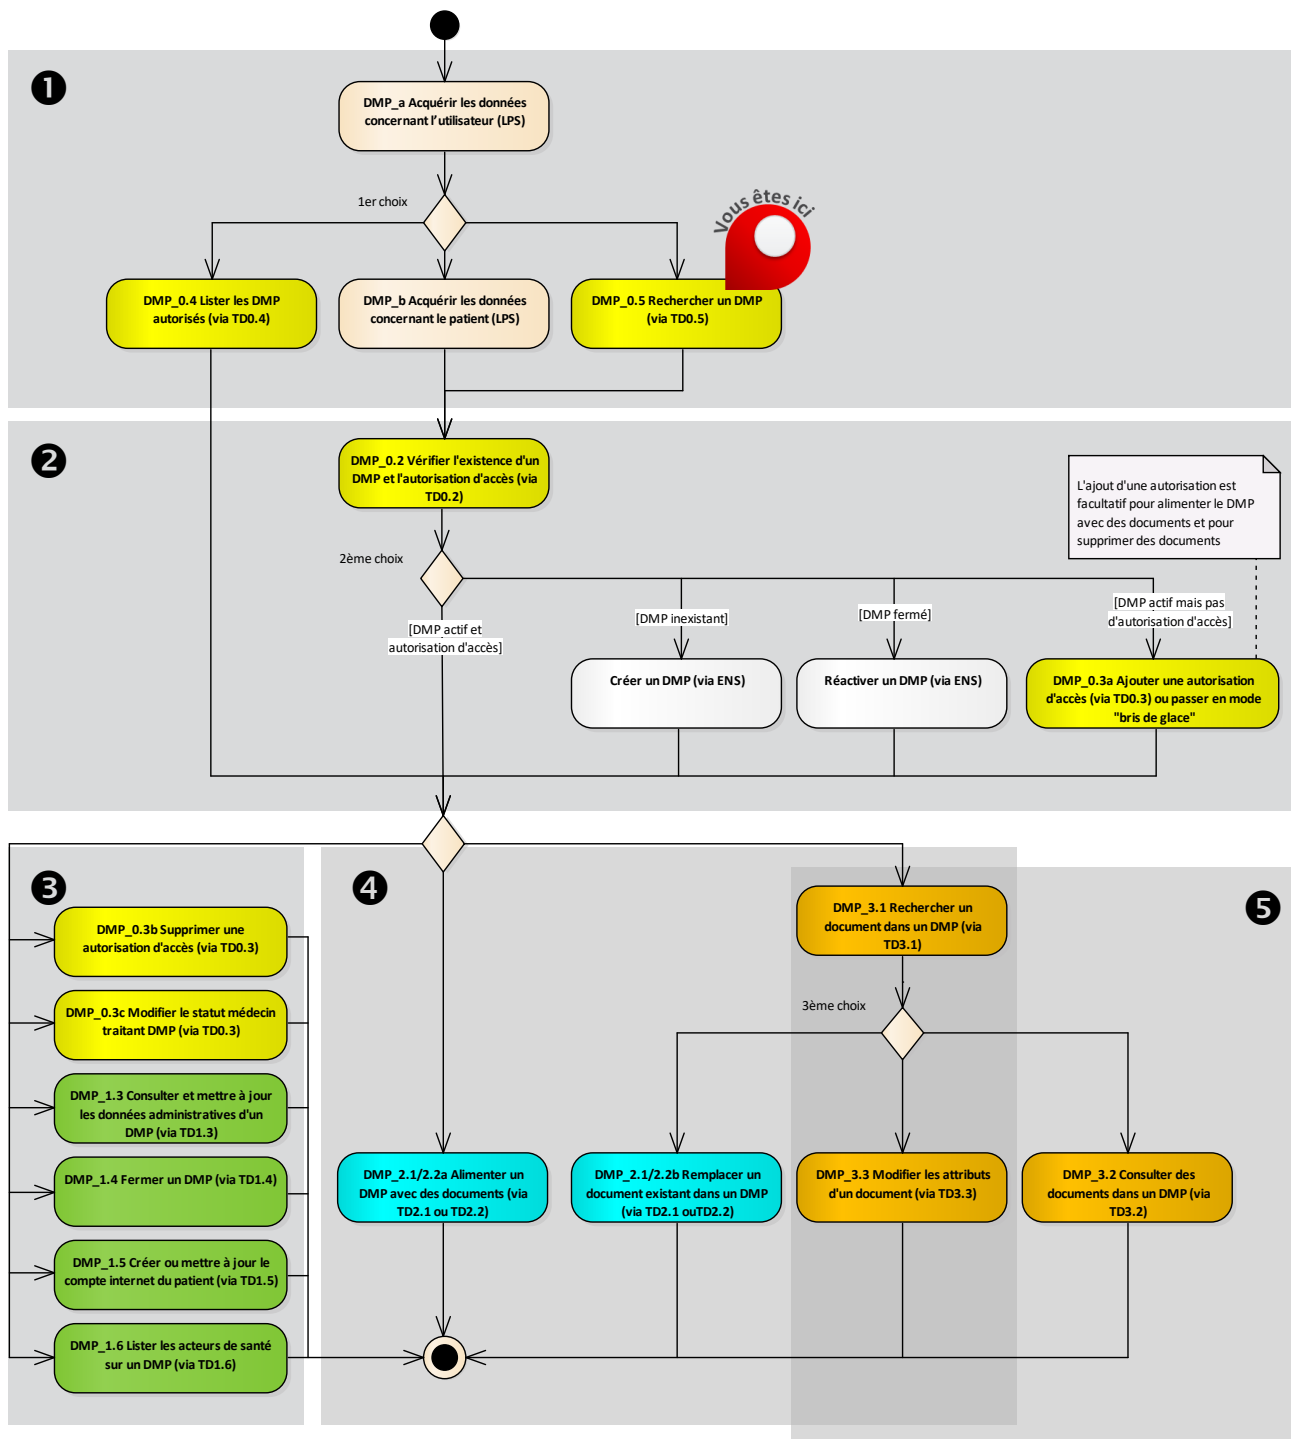 ❶
DMP_a Acquérir les données
concernant l'utilisateur (LPS)
1er choix
Vous êtes ici
DMP_0.4 Lister les DMP
autorisés (via TD0.4)
DMP_b Acquérir les données
concernant le patient (LPS)
DMP_0.5 Rechercher un DMP
(via TD0.5)
❷
DMP_0.2 Vérifier l'existence d'un
DMP et l'autorisation d'accès (via
TD0.2)
L'ajout d'une autorisation est
facultatif pour alimenter le DMP
avec des documents et pour
supprimer des documents
2ème choix
[DMP actif et
autorisation d'accès]
[DMP inexistant]
[DMP fermé]
[DMP actif mais pas
d'autorisation d'accès]
Créer un DMP (via ENS)
Réactiver un DMP (via ENS)
DMP_0.3a Ajouter une autorisation
d'accès (via TD0.3) ou passer en mode
"bris de glace"
❸
DMP_0.3b Supprimer une
autorisation d'accès (via TD0.3)
DMP_0.3c Modifier le statut médecin
traitant DMP (via TD0.3)
DMP_1.3 Consulter et mettre à jour
les données administratives d'un
DMP (via TD1.3)
DMP_1.4 Fermer un DMP (via TD1.4)
DMP_1.5 Créer ou mettre à jour le
compte internet du patient (via TD1.5)
DMP_1.6 Lister les acteurs de santé
sur un DMP (via TD1.6)
❹
❺
DMP_3.1 Rechercher un
document dans un DMP (via
TD3.1)
3ème choix
DMP_2.1/2.2a Alimenter un
DMP avec des documents (via
TD2.1 ou TD2.2)
DMP_2.1/2.2b Remplacer un
document existant dans un DMP
(via TD2.1 ouTD2.2)
DMP_3.3 Modifier les attributs
d'un document (via TD3.3)
DMP_3.2 Consulter des
documents dans un DMP (via
TD3.2)